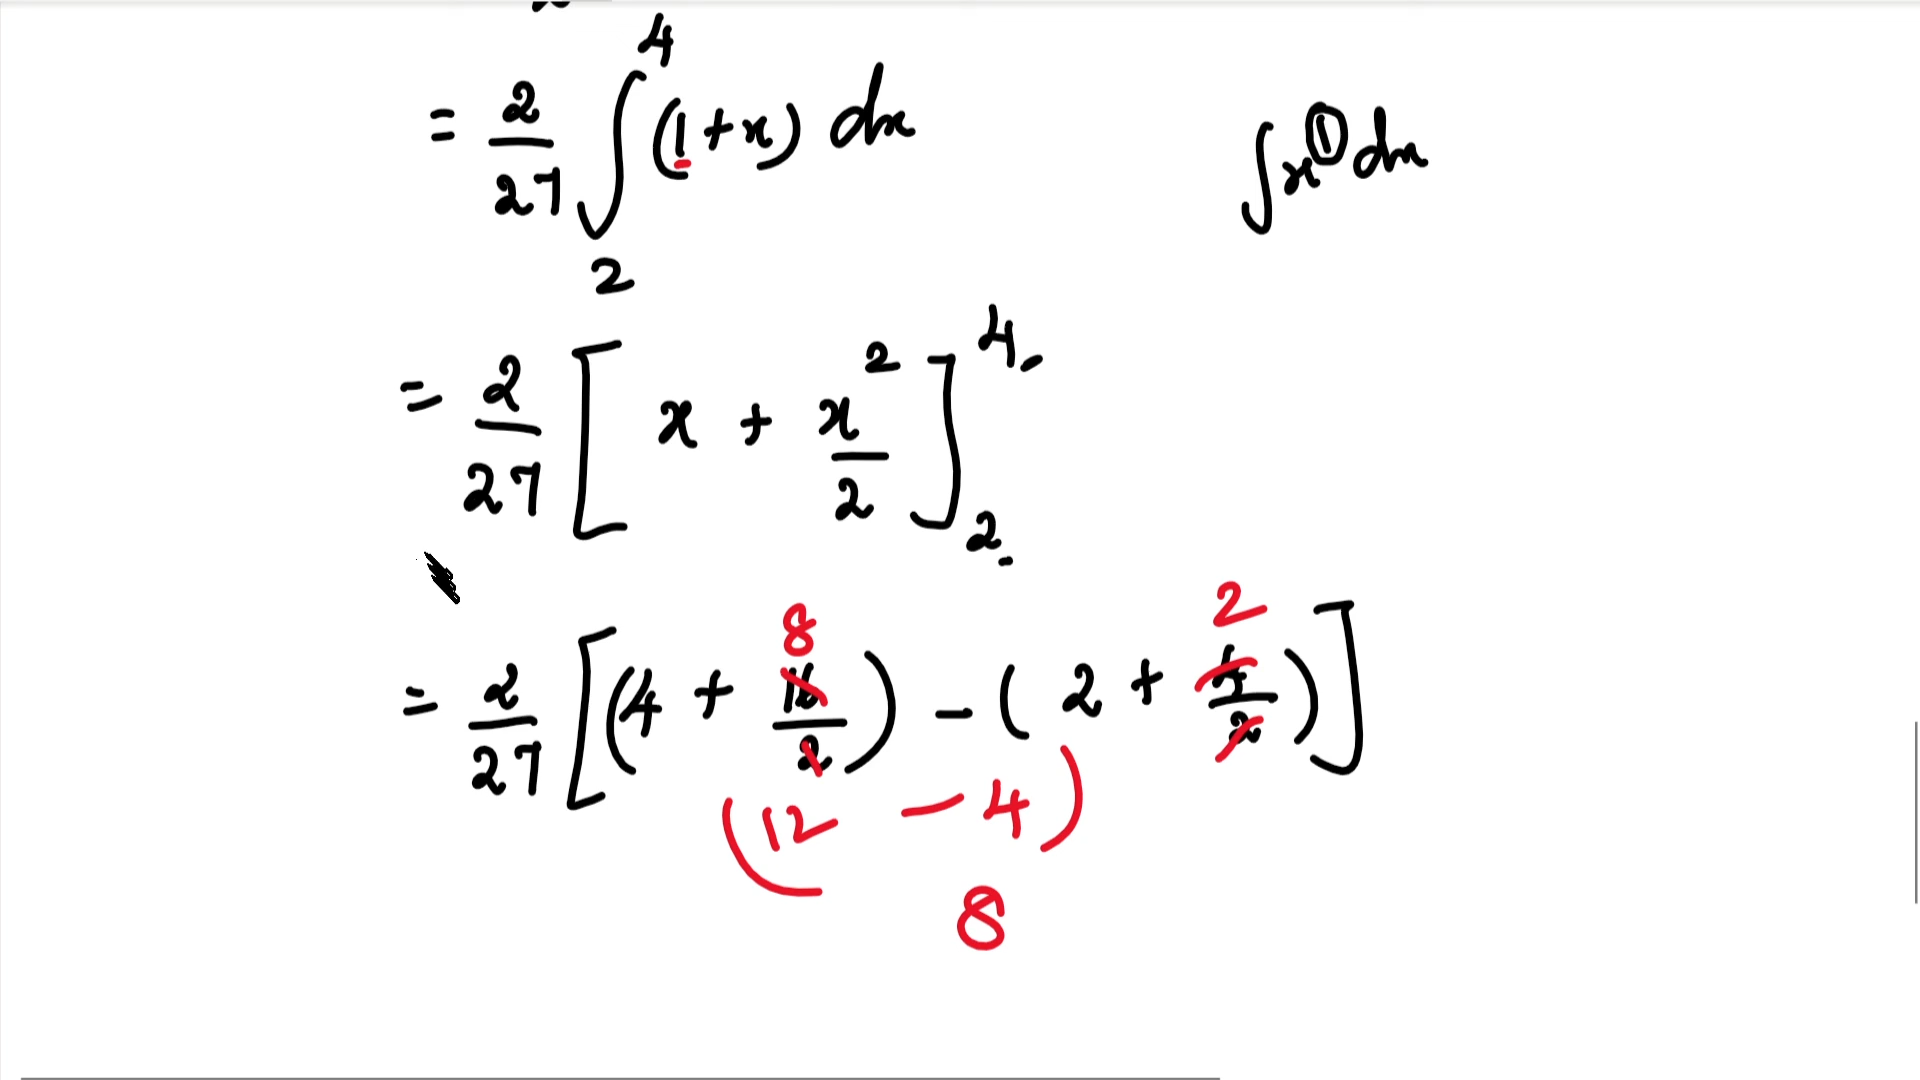 = 2/27 ∫₂⁴ (1+x) dx
∫x¹ dx
= 2/27 [ x + x²/2 ]₂⁴
8 2
= 2/27 [(4 + 16/2) - (2 + 4/2)]
(12 - 4)
8